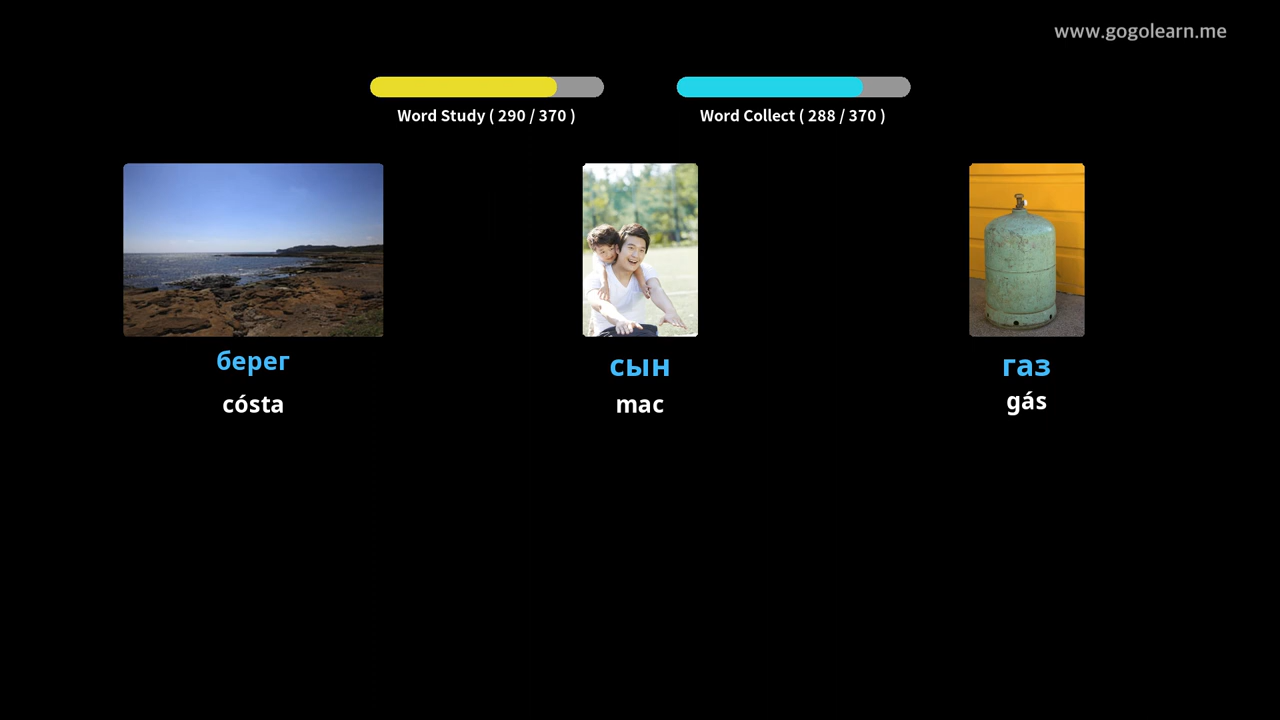 www.gogolearn.me
Word Study ( 290 / 370 )
Word Collect ( 288 / 370 )
берег
сын
газ
cósta
mac
gás